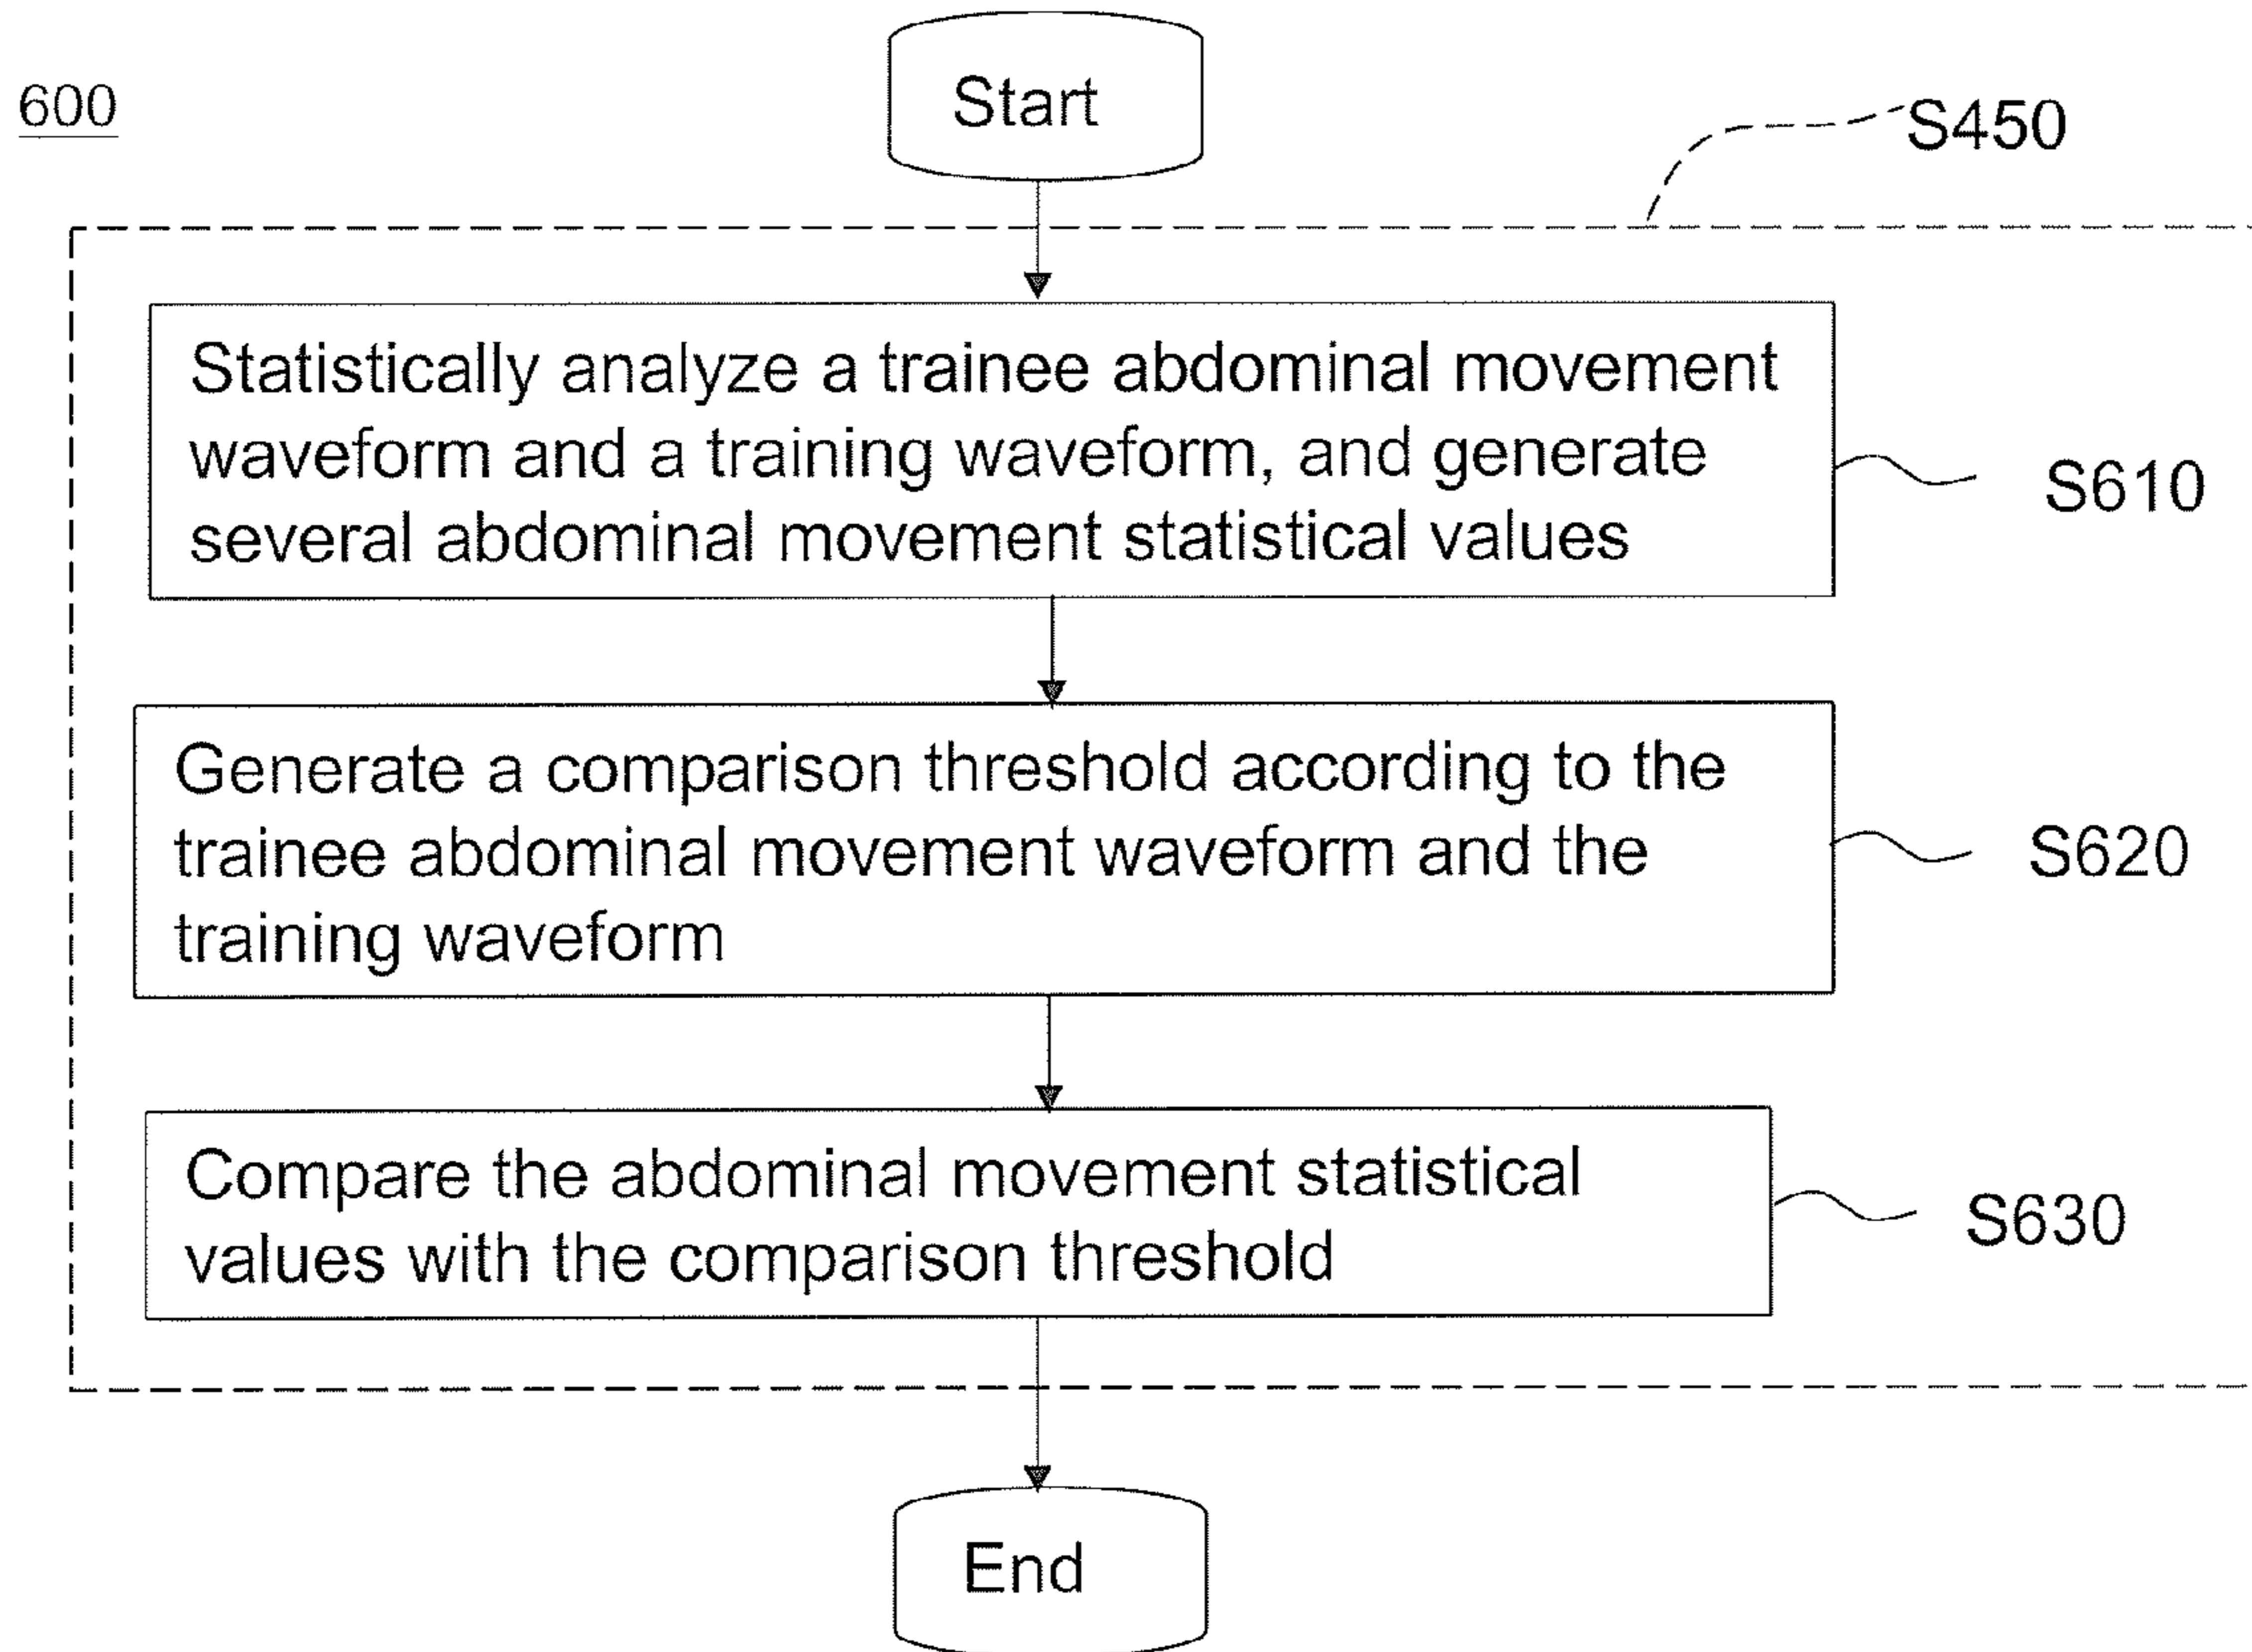 600
Start
S450
Statistically analyze a trainee abdominal movement
waveform and a training waveform, and generate
several abdominal movement statistical values
S610
Generate a comparison threshold according to the
trainee abdominal movement waveform and the
training waveform
S620
Compare the abdominal movement statistical
values with the comparison threshold
S630
End